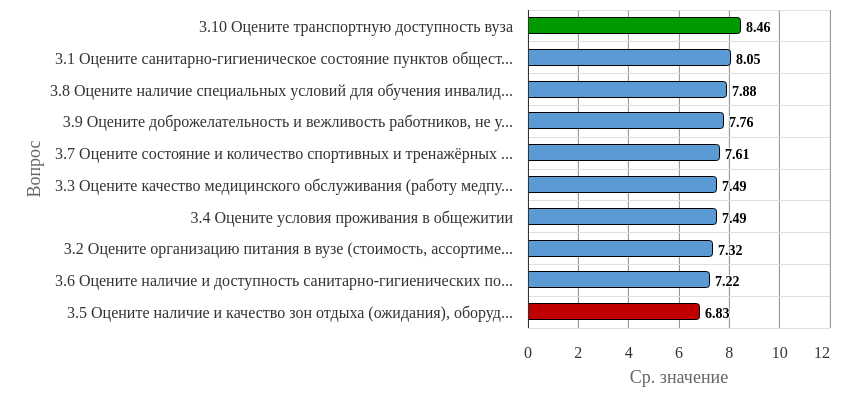 3.10 Оцените транспортную доступность вуза 8.46
3.1 Оцените санитарно-гигиеническое состояние пунктов общест... 8.05
3.8 Оцените наличие специальных условий для обучения инвалид... 7.88
3.9 Оцените доброжелательность и вежливость работников, не у... 7.76
3.7 Оцените состояние и количество спортивных и тренажёрных ... 7.61
3.3 Оцените качество медицинского обслуживания (работу медпу... 7.49
3.4 Оцените условия проживания в общежитии 7.49
3.2 Оцените организацию питания в вузе (стоимость, ассортиме... 7.32
3.6 Оцените наличие и доступность санитарно-гигиенических по... 7.22
3.5 Оцените наличие и качество зон отдыха (ожидания), оборуд... 6.83
Вопрос
0 2 4 6 8 10 12
Ср. значение